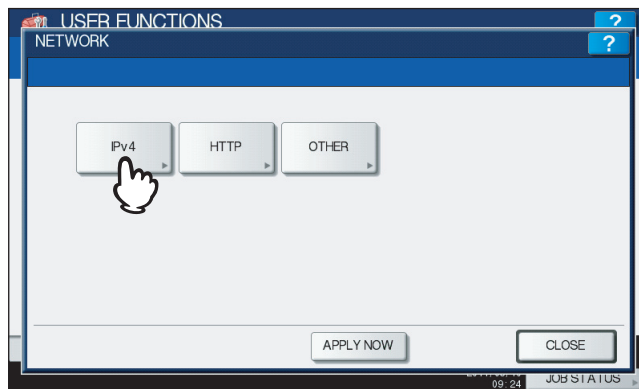 USER FUNCTIONS
?
NETWORK
?
IPv4
HTTP
OTHER
APPLY NOW
CLOSE
09:24
JOB STATUS